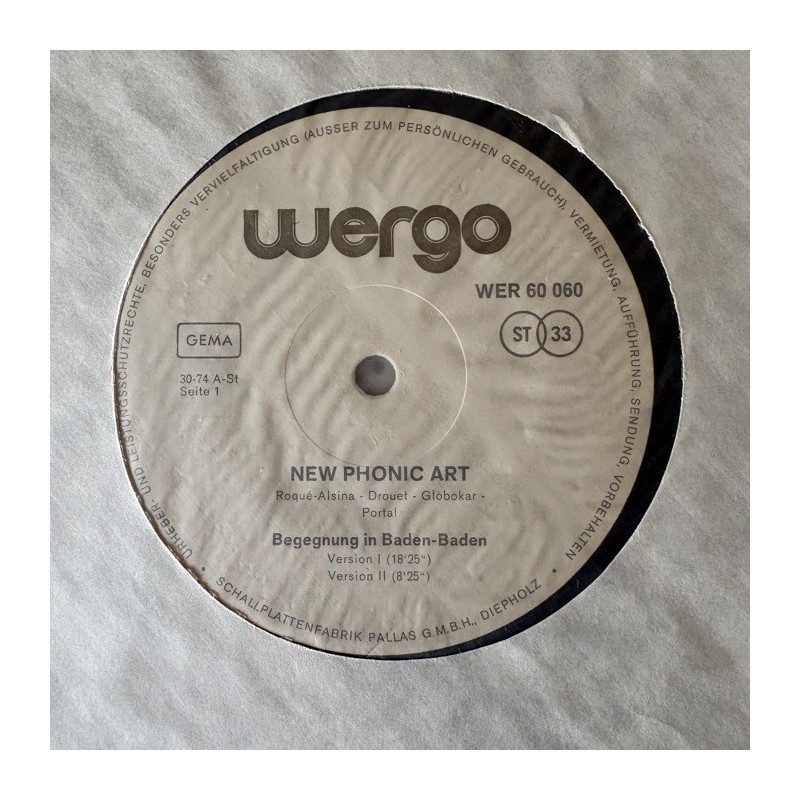 URHEBER- UND LEISTUNGSSCHUTZRECHTE, BESONDERS VERVIELFÄLTIGUNG (AUSSER ZUM PERSÖNLICHEN GEBRAUCH), VERMIETUNG, AUFFÜHRUNG, SENDUNG, VORBEHALTEN
wergo
WER 60 060
ST 33
GEMA
30-74 A-St
Seite 1
NEW PHONIC ART
Roqué-Alsina - Drouet - Globokar -
Portal
Begegnung in Baden-Baden
Version I (18'25")
Version II (8'25")
• SCHALLPLATTENFABRIK PALLAS G.M.B.H., DIEPHOLZ •